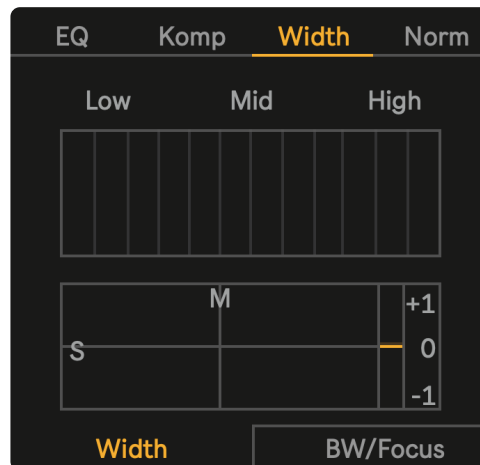 EQ Komp Width Norm
Low Mid High
M +1
S 0
-1
Width BW/Focus